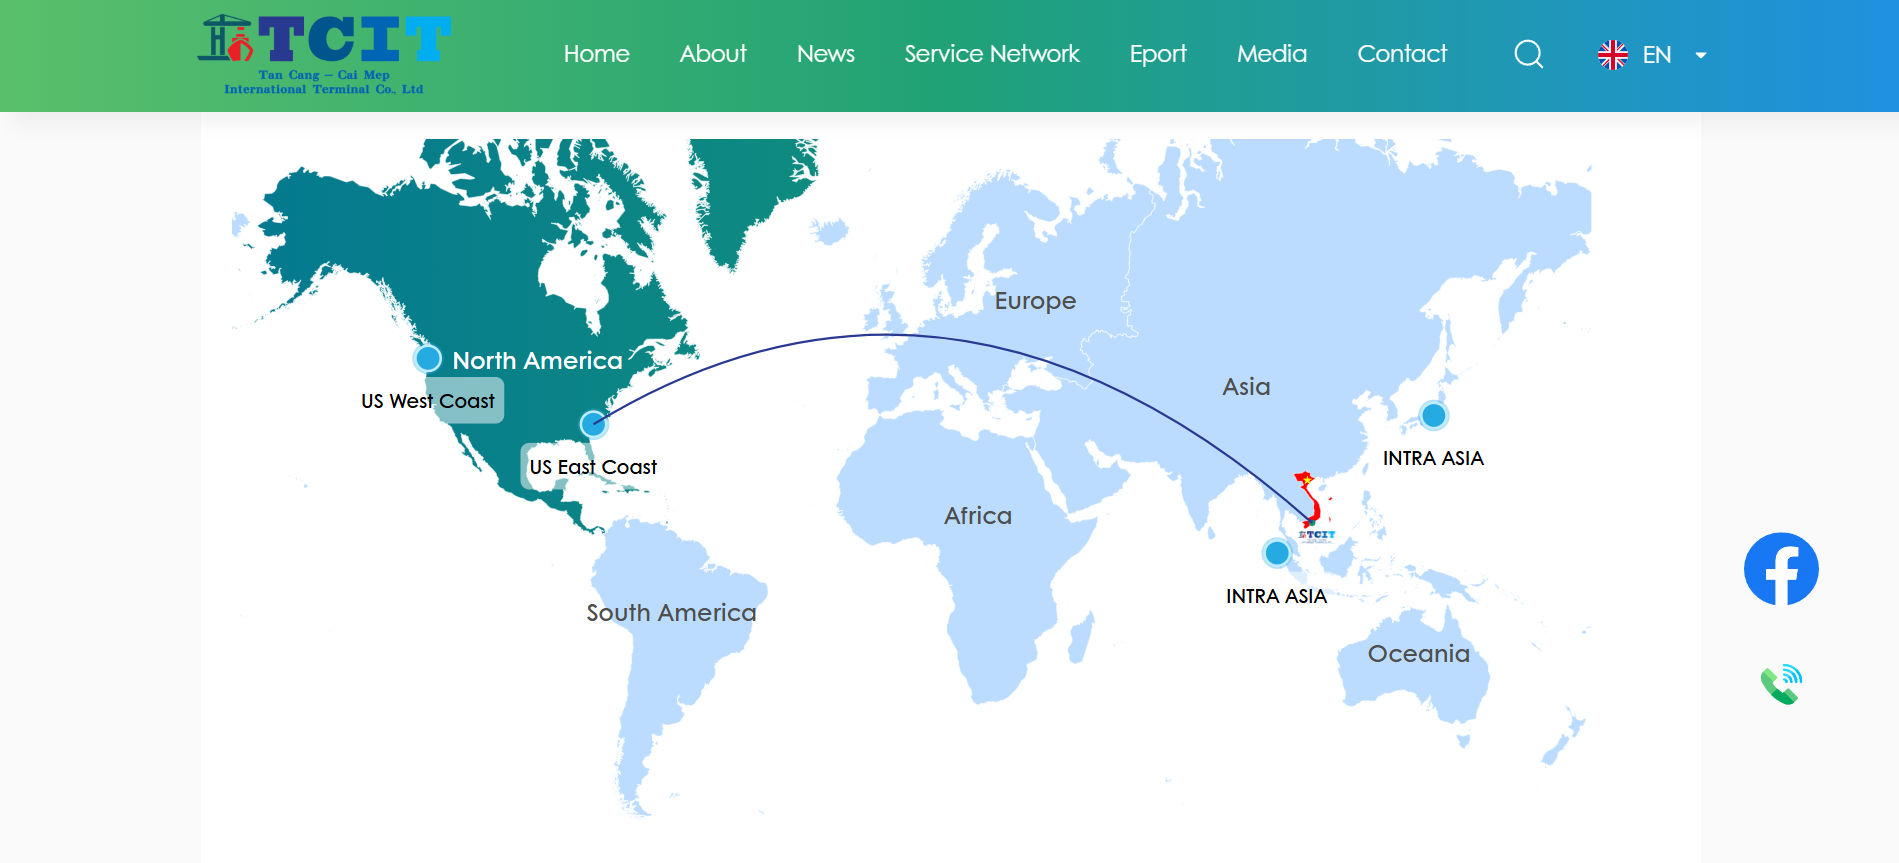 TCIT
Tan Cang – Cai Mep
International Terminal Co., Ltd
Home
About
News
Service Network
Eport
Media
Contact
EN
Europe
North America
Asia
US West Coast
US East Coast
INTRA ASIA
Africa
TCIT
INTRA ASIA
South America
Oceania